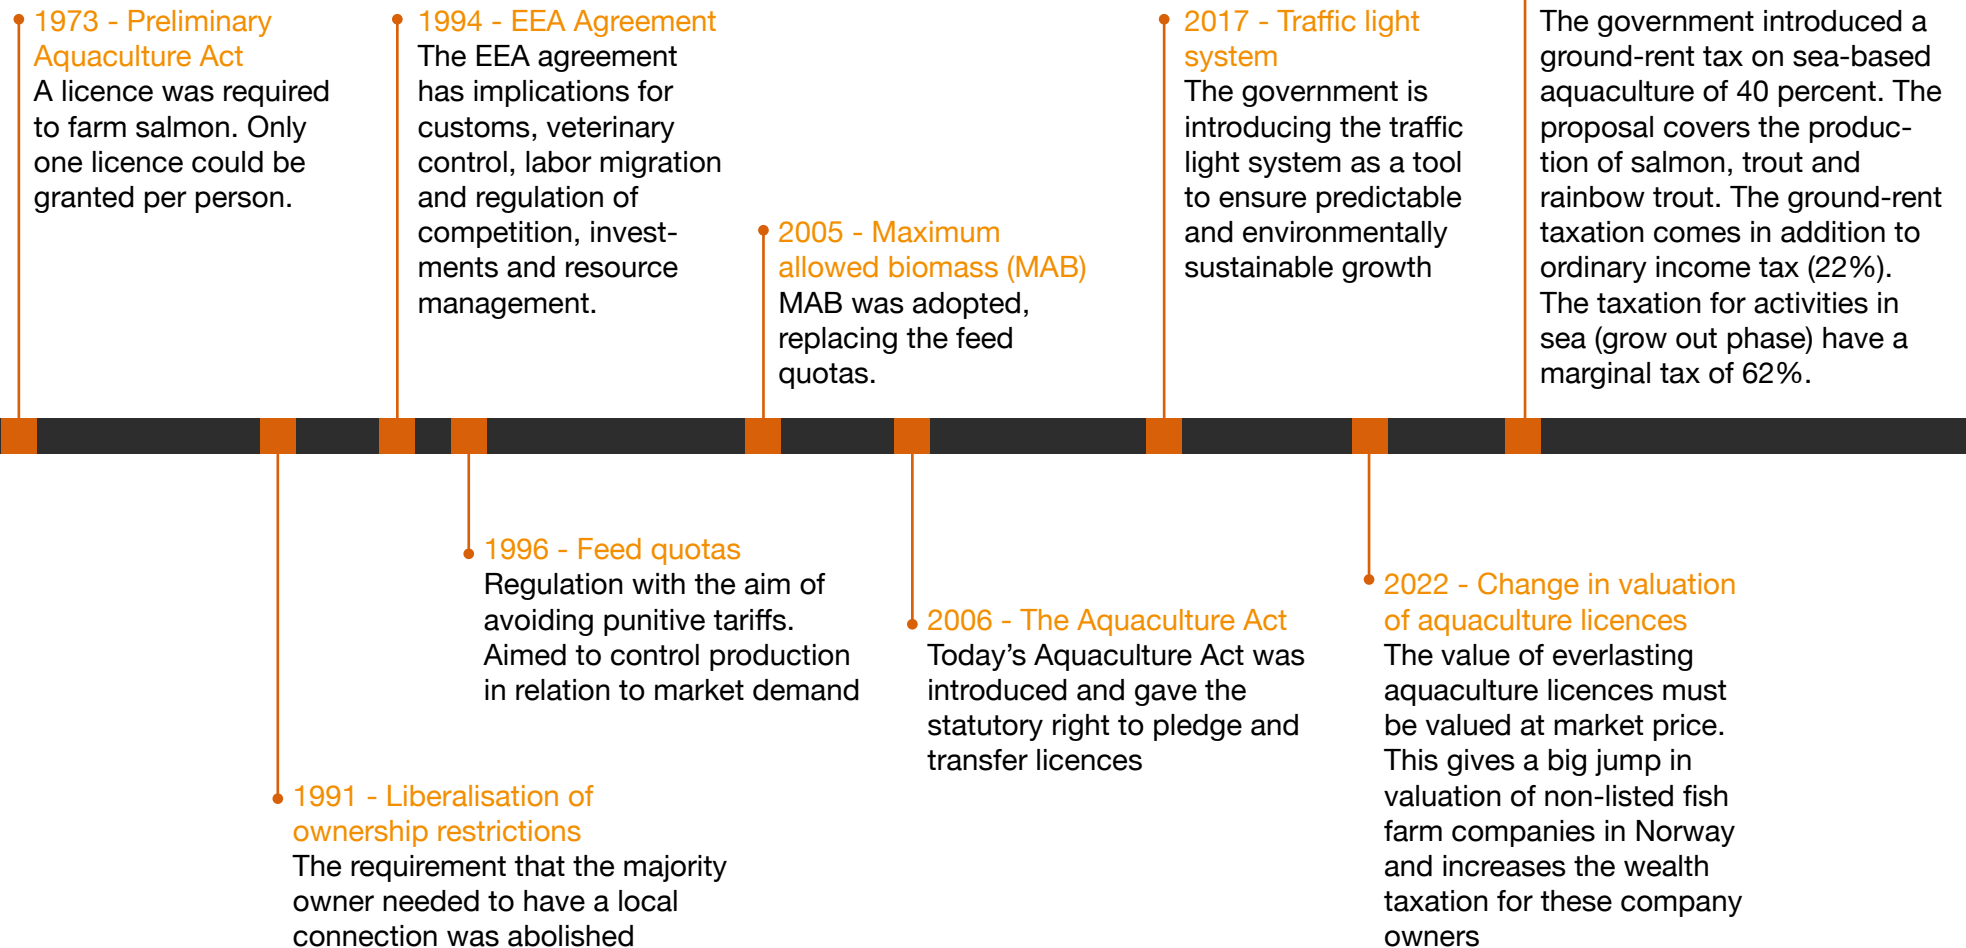 1973 - Preliminary
Aquaculture Act
A licence was required
to farm salmon. Only
one licence could be
granted per person.
1994 - EEA Agreement
The EEA agreement
has implications for
customs, veterinary
control, labor migration
and regulation of
competition, invest-
ments and resource
management.
2005 - Maximum
allowed biomass (MAB)
MAB was adopted,
replacing the feed
quotas.
2017 - Traffic light
system
The government is
introducing the traffic
light system as a tool
to ensure predictable
and environmentally
sustainable growth
The government introduced a
ground-rent tax on sea-based
aquaculture of 40 percent. The
proposal covers the produc-
tion of salmon, trout and
rainbow trout. The ground-rent
taxation comes in addition to
ordinary income tax (22%).
The taxation for activities in
sea (grow out phase) have a
marginal tax of 62%.
1991 - Liberalisation of
ownership restrictions
The requirement that the majority
owner needed to have a local
connection was abolished
1996 - Feed quotas
Regulation with the aim of
avoiding punitive tariffs.
Aimed to control production
in relation to market demand
2006 - The Aquaculture Act
Today’s Aquaculture Act was
introduced and gave the
statutory right to pledge and
transfer licences
2022 - Change in valuation
of aquaculture licences
The value of everlasting
aquaculture licences must
be valued at market price.
This gives a big jump in
valuation of non-listed fish
farm companies in Norway
and increases the wealth
taxation for these company
owners